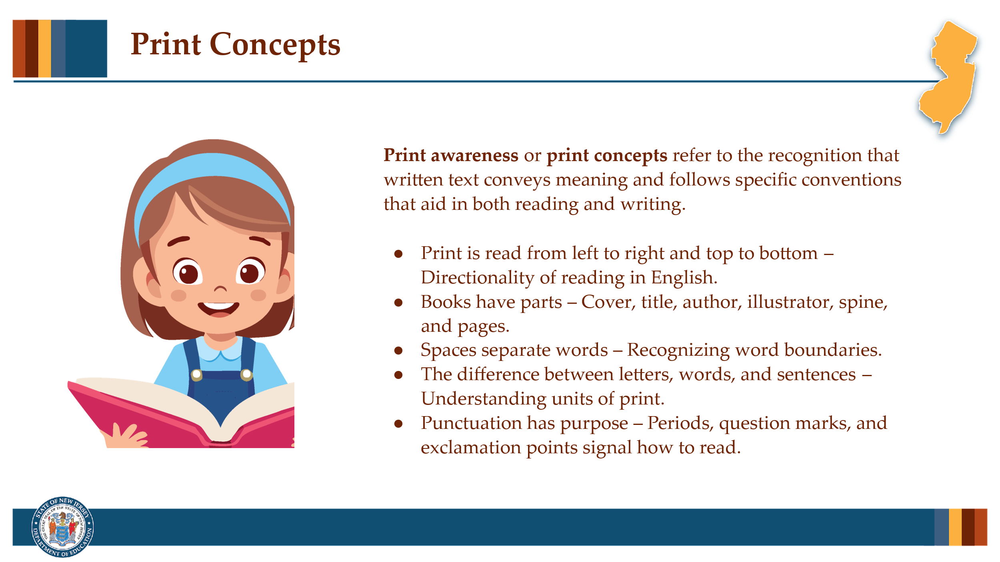 Print Concepts
Print awareness or print concepts refer to the recognition that
written text conveys meaning and follows specific conventions
that aid in both reading and writing.
● Print is read from left to right and top to bottom –
Directionality of reading in English.
● Books have parts – Cover, title, author, illustrator, spine,
and pages.
● Spaces separate words – Recognizing word boundaries.
● The difference between letters, words, and sentences –
Understanding units of print.
● Punctuation has purpose – Periods, question marks, and
exclamation points signal how to read.
STATE OF NEW JERSEY
THE GREAT SEAL OF THE STATE OF NEW JERSEY
DEPARTMENT OF EDUCATION